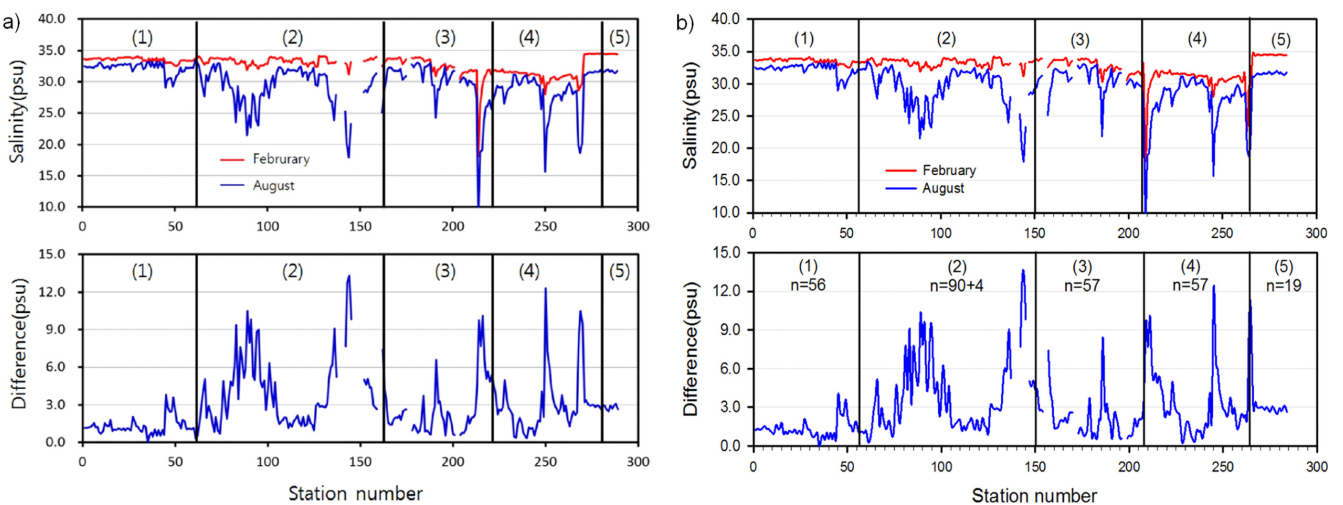 a)
(1) (2) (3) (4) (5)
40.0
35.0
30.0
25.0
20.0
15.0
10.0
Salinity(psu)
Februrary
August
0 50 100 150 200 250 300
(1) (2) (3) (4) (5)
15.0
12.0
9.0
6.0
3.0
0.0
Difference(psu)
0 50 100 150 200 250 300
Station number
b)
(1) (2) (3) (4) (5)
40.0
35.0
30.0
25.0
20.0
15.0
10.0
Salinity(psu)
February
August
0 50 100 150 200 250 300
(1) (2) (3) (4) (5)
n=56 n=90+4 n=57 n=57 n=19
15.0
12.0
9.0
6.0
3.0
0.0
Difference(psu)
0 50 100 150 200 250 300
Station number